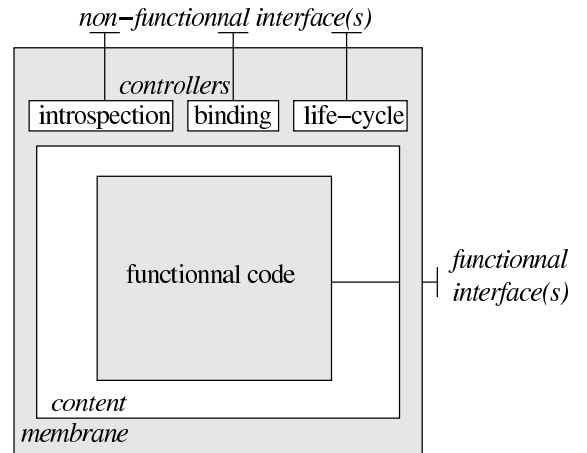 non−functionnal interface(s)
controllers
introspection binding life−cycle
functionnal code
functionnal
interface(s)
content
membrane